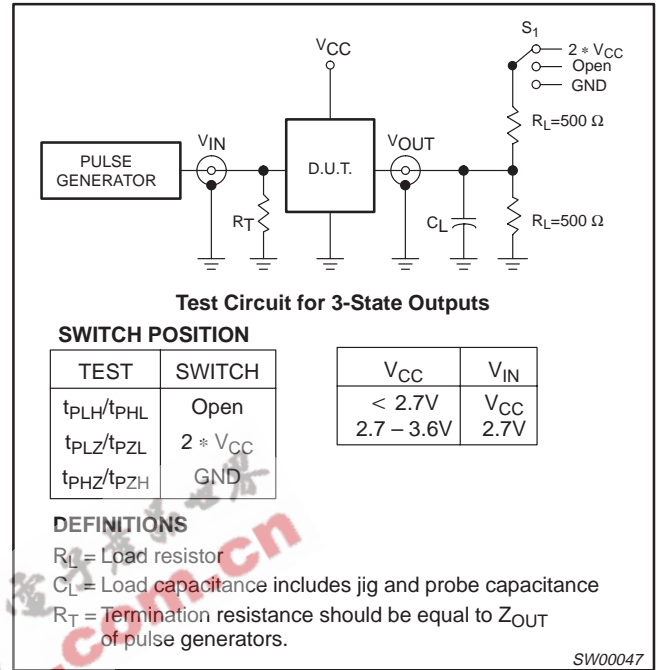 S1
VCC
2 * VCC
Open
GND
RL=500 Ω
VIN
VOUT
PULSE
GENERATOR
D.U.T.
RT
CL
RL=500 Ω
Test Circuit for 3-State Outputs
SWITCH POSITION
TEST SWITCH
tPLH/tPHL Open
tPLZ/tPZL 2 * VCC
tPHZ/tPZH GND
VCC VIN
< 2.7V VCC
2.7 – 3.6V 2.7V
DEFINITIONS
RL = Load resistor
CL = Load capacitance includes jig and probe capacitance
RT = Termination resistance should be equal to ZOUT
of pulse generators.
SW00047
.com.cn